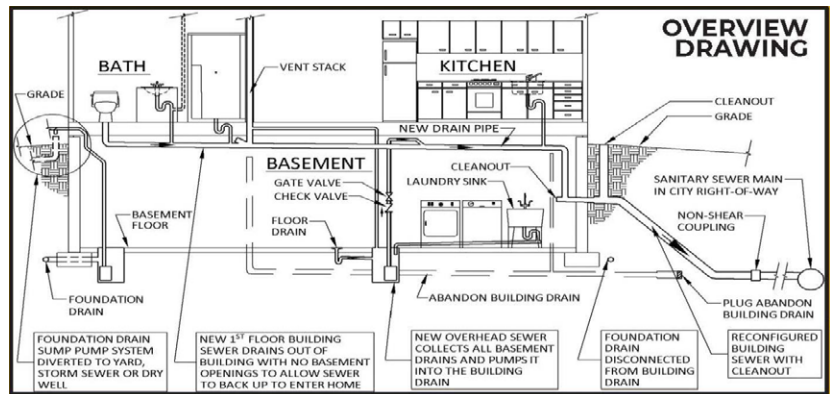 OVERVIEW
DRAWING
BATH
VENT STACK
KITCHEN
GRADE
CLEANOUT
GRADE
NEW DRAIN PIPE
BASEMENT
CLEANOUT
SANITARY SEWER MAIN
IN CITY RIGHT-OF-WAY
GATE VALVE
CHECK VALVE
LAUNDRY SINK
NON-SHEAR
COUPLING
BASEMENT
FLOOR
FLOOR
DRAIN
FOUNDATION
DRAIN
ABANDON BUILDING DRAIN
PLUG ABANDON
BUILDING DRAIN
FOUNDATION DRAIN
SUMP PUMP SYSTEM
DIVERTED TO YARD,
STORM SEWER OR DRY
WELL
NEW 1ST FLOOR BUILDING
SEWER DRAINS OUT OF
BUILDING WITH NO BASEMENT
OPENINGS TO ALLOW SEWER
TO BACK UP TO ENTER HOME
NEW OVERHEAD SEWER
COLLECTS ALL BASEMENT
DRAINS AND PUMPS IT
INTO THE BUILDING
DRAIN
FOUNDATION
DRAIN
DISCONNECTED
FROM BUILDING
DRAIN
RECONFIGURED
BUILDING
SEWER WITH
CLEANOUT